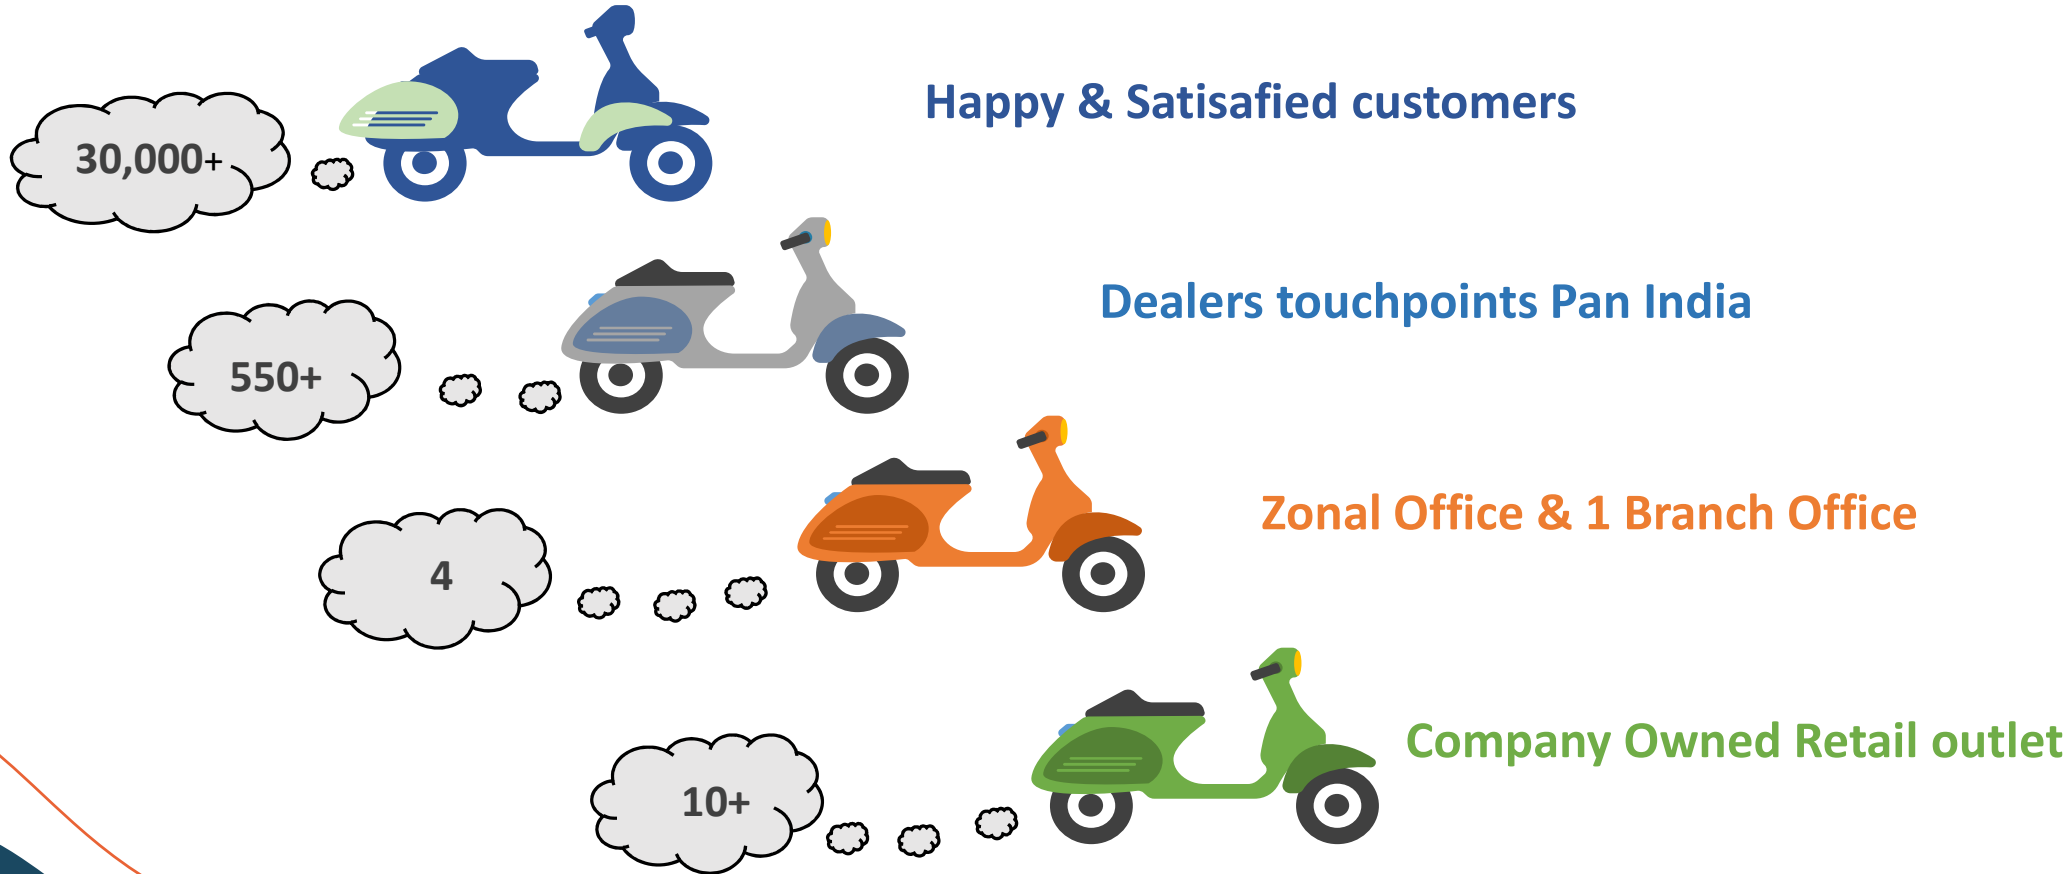 30,000+
Happy & Satisafied customers
550+
Dealers touchpoints Pan India
4
Zonal Office & 1 Branch Office
10+
Company Owned Retail outlet